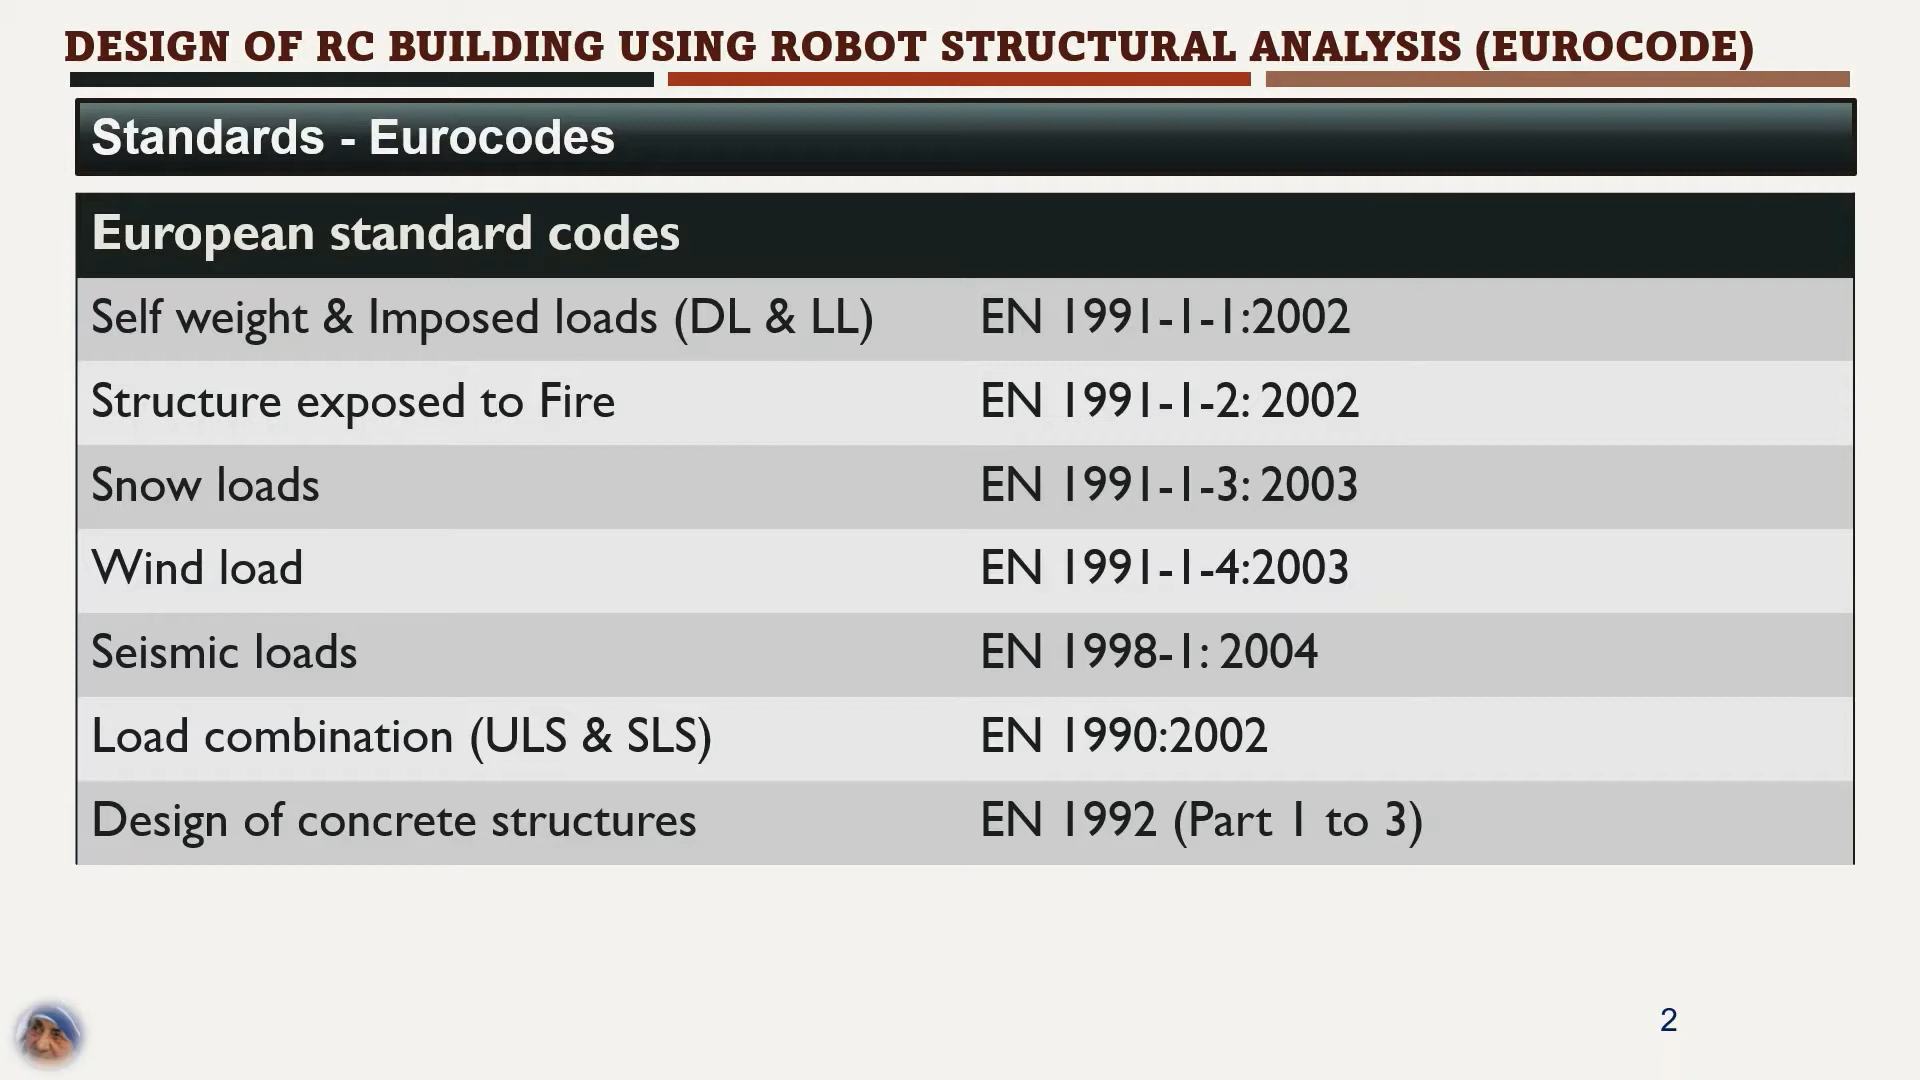 DESIGN OF RC BUILDING USING ROBOT STRUCTURAL ANALYSIS (EUROCODE)
Standards - Eurocodes
European standard codes
Self weight & Imposed loads (DL & LL) EN 1991-1-1:2002
Structure exposed to Fire EN 1991-1-2: 2002
Snow loads EN 1991-1-3: 2003
Wind load EN 1991-1-4:2003
Seismic loads EN 1998-1: 2004
Load combination (ULS & SLS) EN 1990:2002
Design of concrete structures EN 1992 (Part 1 to 3)
2